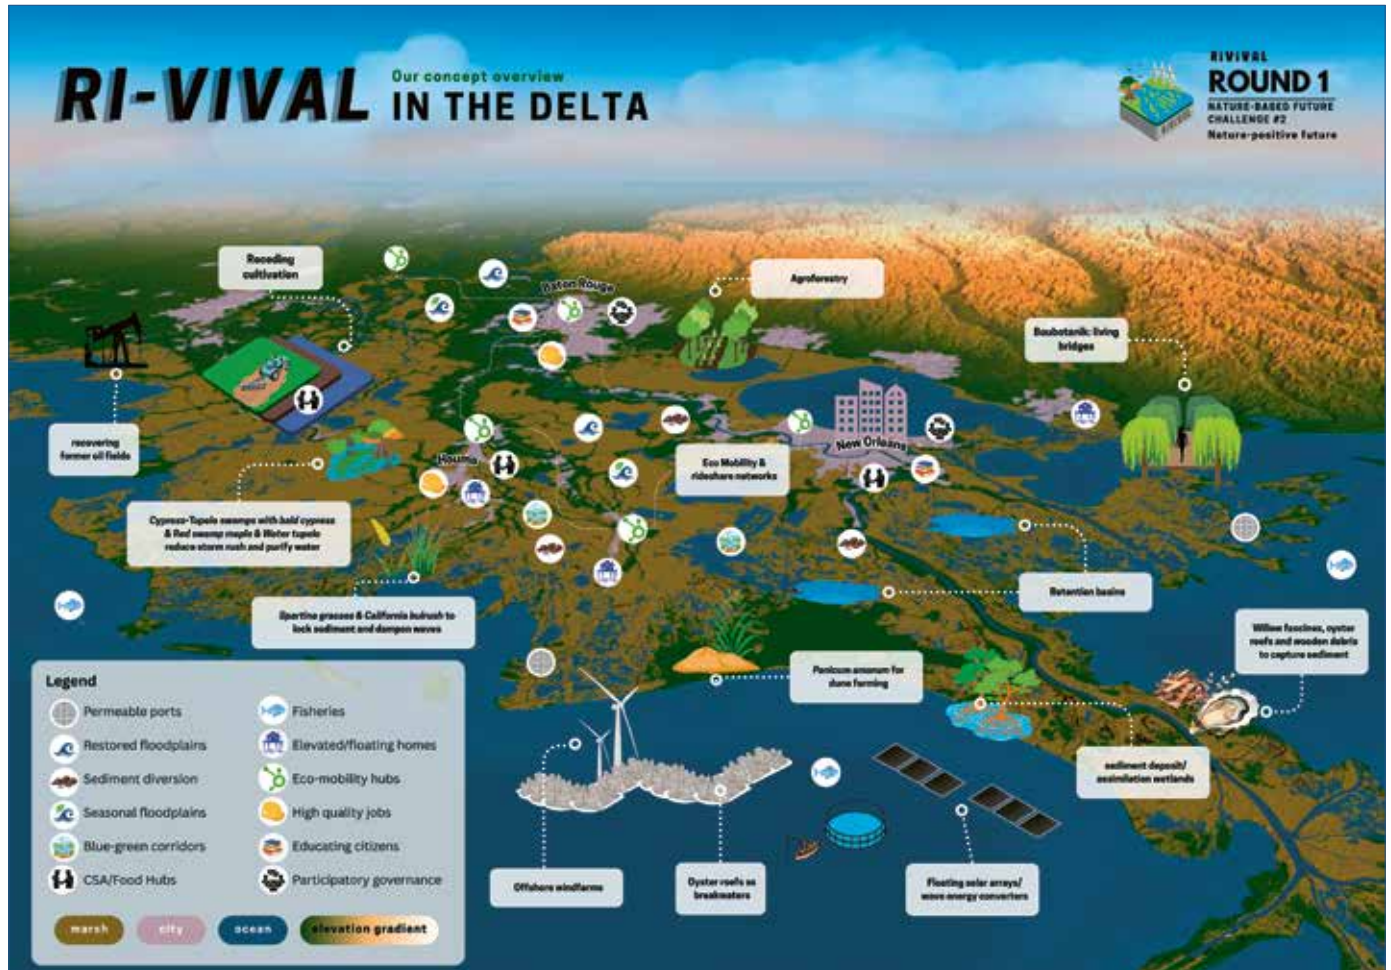 RI-VIVAL
Our concept overview
IN THE DELTA
RIVIVAL
ROUND 1
NATURE-BASED FUTURE
CHALLENGE #2
Nature-positive future
RIVIVAL
Receding
cultivation
Baton Rouge
Agroforestry
Baubotanik: living
bridges
recovering
former oil fields
New Orleans
Houma
Eco Mobility &
rideshare networks
Cypress-Tupelo swamps with bald cypress
& Red swamp maple & Water tupelo
reduce storm rush and purify water
Spartina grasses & California bulrush to
lock sediment and dampen waves
Retention basins
Willow fascines, oyster
reefs and wooden debris
to capture sediment
Panicum amarum for
dune farming
sediment deposit/
assimilation wetlands
Offshore windfarms
Oyster reefs as
breakwaters
Floating solar arrays/
wave energy converters
Legend
Permeable ports
Restored floodplains
Sediment diversion
Seasonal floodplains
Blue-green corridors
CSA/Food Hubs
Fisheries
Elevated/floating homes
Eco-mobility hubs
High quality jobs
Educating citizens
Participatory governance
marsh
city
ocean
elevation gradient